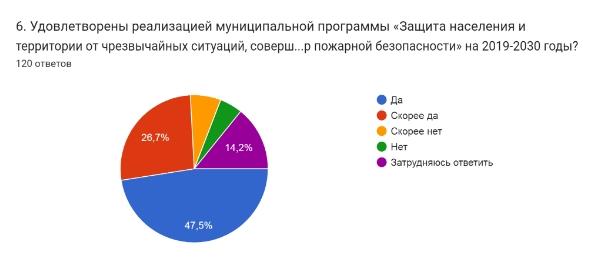 6. Удовлетворены реализацией муниципальной программы «Защита населения и
территории от чрезвычайных ситуаций, соверш...р пожарной безопасности» на 2019-2030 годы?
120 ответов
Да
Скорее да
Скорее нет
Нет
Затрудняюсь ответить
26,7%
14,2%
47,5%